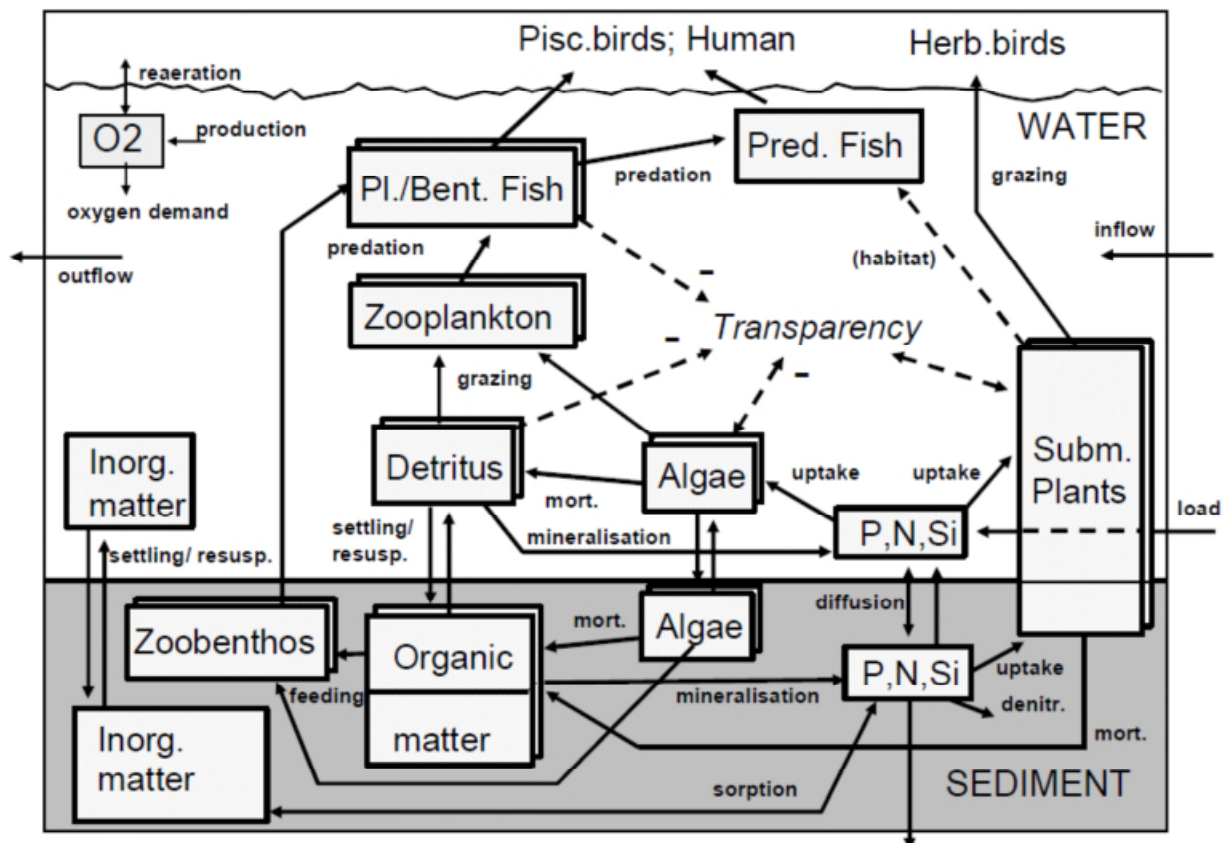 Pisc.birds; Human
Herb.birds
reaeration
O2
production
oxygen demand
WATER
Pl./Bent. Fish
predation
Pred. Fish
grazing
outflow
predation
(habitat)
inflow
Zooplankton
-
-
Transparency
-
grazing
Inorg.
matter
Detritus
Algae
uptake
uptake
Subm.
Plants
mort.
settling/
resusp.
mineralisation
P,N,Si
load
settling/ resusp.
diffusion
Zoobenthos
Organic
matter
mort.
Algae
feeding
mineralisation
P,N,Si
uptake
denitr.
mort.
Inorg.
matter
sorption
SEDIMENT